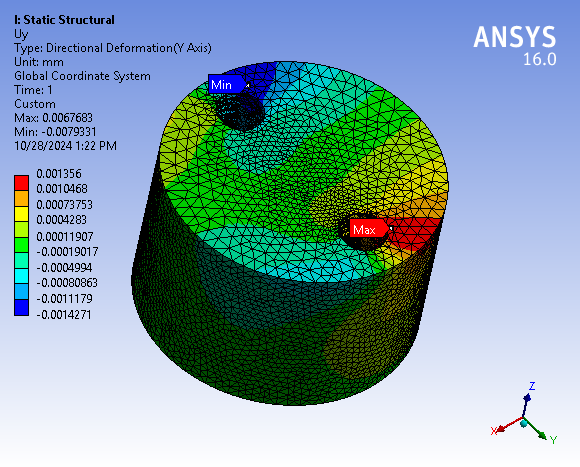 I: Static Structural
Uy
Type: Directional Deformation(Y Axis)
Unit: mm
Global Coordinate System
Time: 1
Custom
Max: 0.0067683
Min: -0.0079331
10/28/2024 1:22 PM
0.001356
0.0010468
0.00073753
0.0004283
0.00011907
-0.00019017
-0.0004994
-0.00080863
-0.0011179
-0.0014271
ANSYS
16.0
Min
Max
Z
X
Y